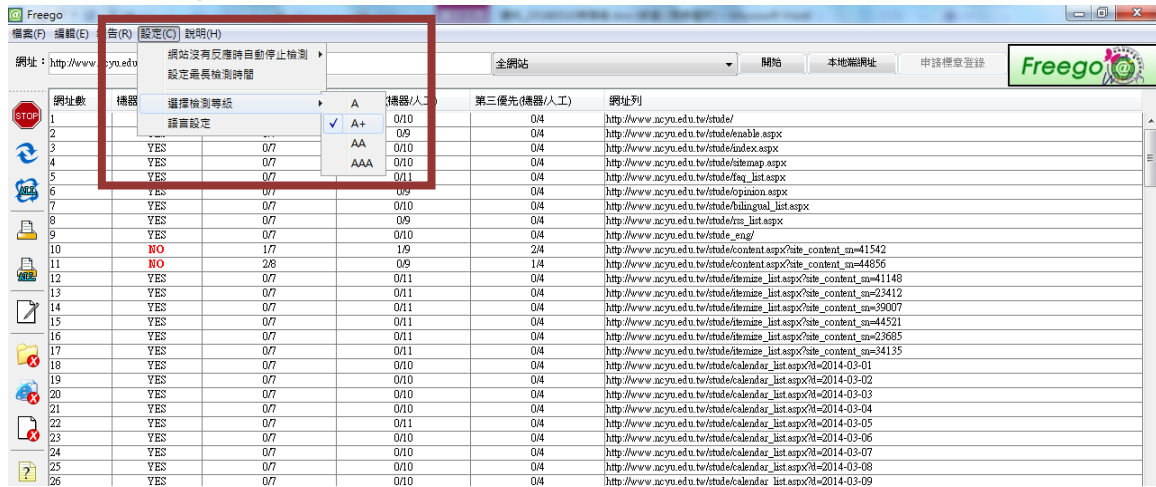 Freego
檔案(F) 編輯(E) 告(R) 設定(C) 說明(H)
網站沒有反應時自動停止檢測
設定最長檢測時間
選擇檢測等級
語言設定
A
A+
AA
AAA
網址： http://www. cyu.edu 全網站 開始 本地端網址 申請標章登錄 Freego
網址數 機器 (機器/人工) 第三優先(機器/人工) 網址列
1 0/10 0/4 http://www.ncyu.edu.tw/stude/
2 0/9 0/4 http://www.ncyu.edu.tw/stude/enable.aspx
3 YES 0/7 0/10 0/4 http://www.ncyu.edu.tw/stude/index.aspx
4 YES 0/7 0/10 0/4 http://www.ncyu.edu.tw/stude/sitemap.aspx
5 YES 0/7 0/11 0/4 http://www.ncyu.edu.tw/stude/faq_list.aspx
6 YES 0/7 0/9 0/4 http://www.ncyu.edu.tw/stude/opinion.aspx
7 YES 0/7 0/10 0/4 http://www.ncyu.edu.tw/stude/bilingual_list.aspx
8 YES 0/7 0/9 0/4 http://www.ncyu.edu.tw/stude/rss_list.aspx
9 YES 0/7 0/10 0/4 http://www.ncyu.edu.tw/stude_eng/
10 NO 1/7 1/9 2/4 http://www.ncyu.edu.tw/stude/content.aspx?site_content_sn=41542
11 NO 2/8 0/9 1/4 http://www.ncyu.edu.tw/stude/content.aspx?site_content_sn=44856
12 YES 0/7 0/11 0/4 http://www.ncyu.edu.tw/stude/itemize_list.aspx?site_content_sn=41148
13 YES 0/7 0/11 0/4 http://www.ncyu.edu.tw/stude/itemize_list.aspx?site_content_sn=23412
14 YES 0/7 0/11 0/4 http://www.ncyu.edu.tw/stude/itemize_list.aspx?site_content_sn=39007
15 YES 0/7 0/11 0/4 http://www.ncyu.edu.tw/stude/itemize_list.aspx?site_content_sn=44521
16 YES 0/7 0/11 0/4 http://www.ncyu.edu.tw/stude/itemize_list.aspx?site_content_sn=23685
17 YES 0/7 0/11 0/4 http://www.ncyu.edu.tw/stude/itemize_list.aspx?site_content_sn=34135
18 YES 0/7 0/10 0/4 http://www.ncyu.edu.tw/stude/calendar_list.aspx?d=2014-03-01
19 YES 0/7 0/10 0/4 http://www.ncyu.edu.tw/stude/calendar_list.aspx?d=2014-03-02
20 YES 0/7 0/10 0/4 http://www.ncyu.edu.tw/stude/calendar_list.aspx?d=2014-03-03
21 YES 0/7 0/10 0/4 http://www.ncyu.edu.tw/stude/calendar_list.aspx?d=2014-03-04
22 YES 0/7 0/11 0/4 http://www.ncyu.edu.tw/stude/calendar_list.aspx?d=2014-03-05
23 YES 0/7 0/10 0/4 http://www.ncyu.edu.tw/stude/calendar_list.aspx?d=2014-03-06
24 YES 0/7 0/10 0/4 http://www.ncyu.edu.tw/stude/calendar_list.aspx?d=2014-03-07
25 YES 0/7 0/10 0/4 http://www.ncyu.edu.tw/stude/calendar_list.aspx?d=2014-03-08
26 YES 0/7 0/10 0/4 http://www.ncyu.edu.tw/stude/calendar_list.aspx?d=2014-03-09
STOP
ALL
ALL